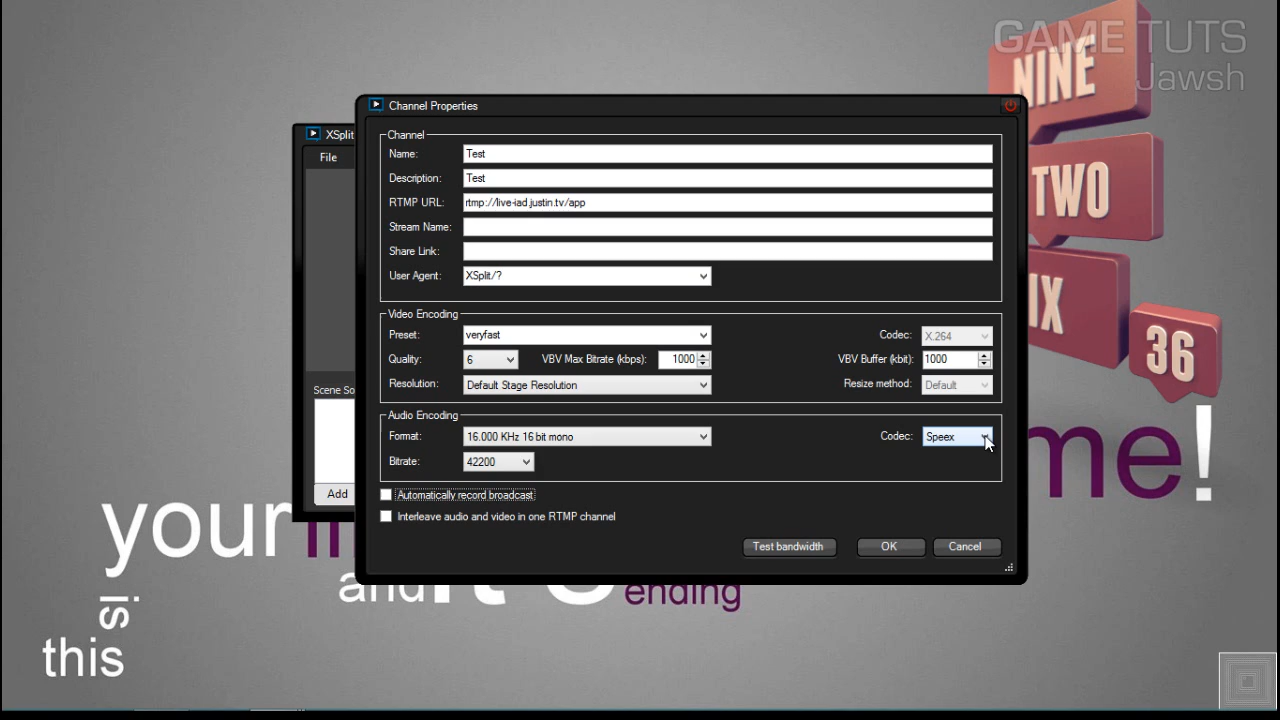 GAME TUTS
Jawsh
NINE
TWO
IX
36
Channel Properties
XSplit
File
Channel
Name: Test
Description: Test
RTMP URL: rtmp://live-iad.justin.tv/app
Stream Name:
Share Link:
User Agent: XSplit/?
Video Encoding
Preset: veryfast Codec: X.264
Quality: 6 VBV Max Bitrate (kbps): 1000 VBV Buffer (kbit): 1000
Resolution: Default Stage Resolution Resize method: Default
Scene So
Audio Encoding
Format: 16.000 KHz 16 bit mono Codec: Speex
Bitrate: 42200
Add
Automatically record broadcast
Interleave audio and video in one RTMP channel
Test bandwidth OK Cancel
me!
your
and
ending
is
this